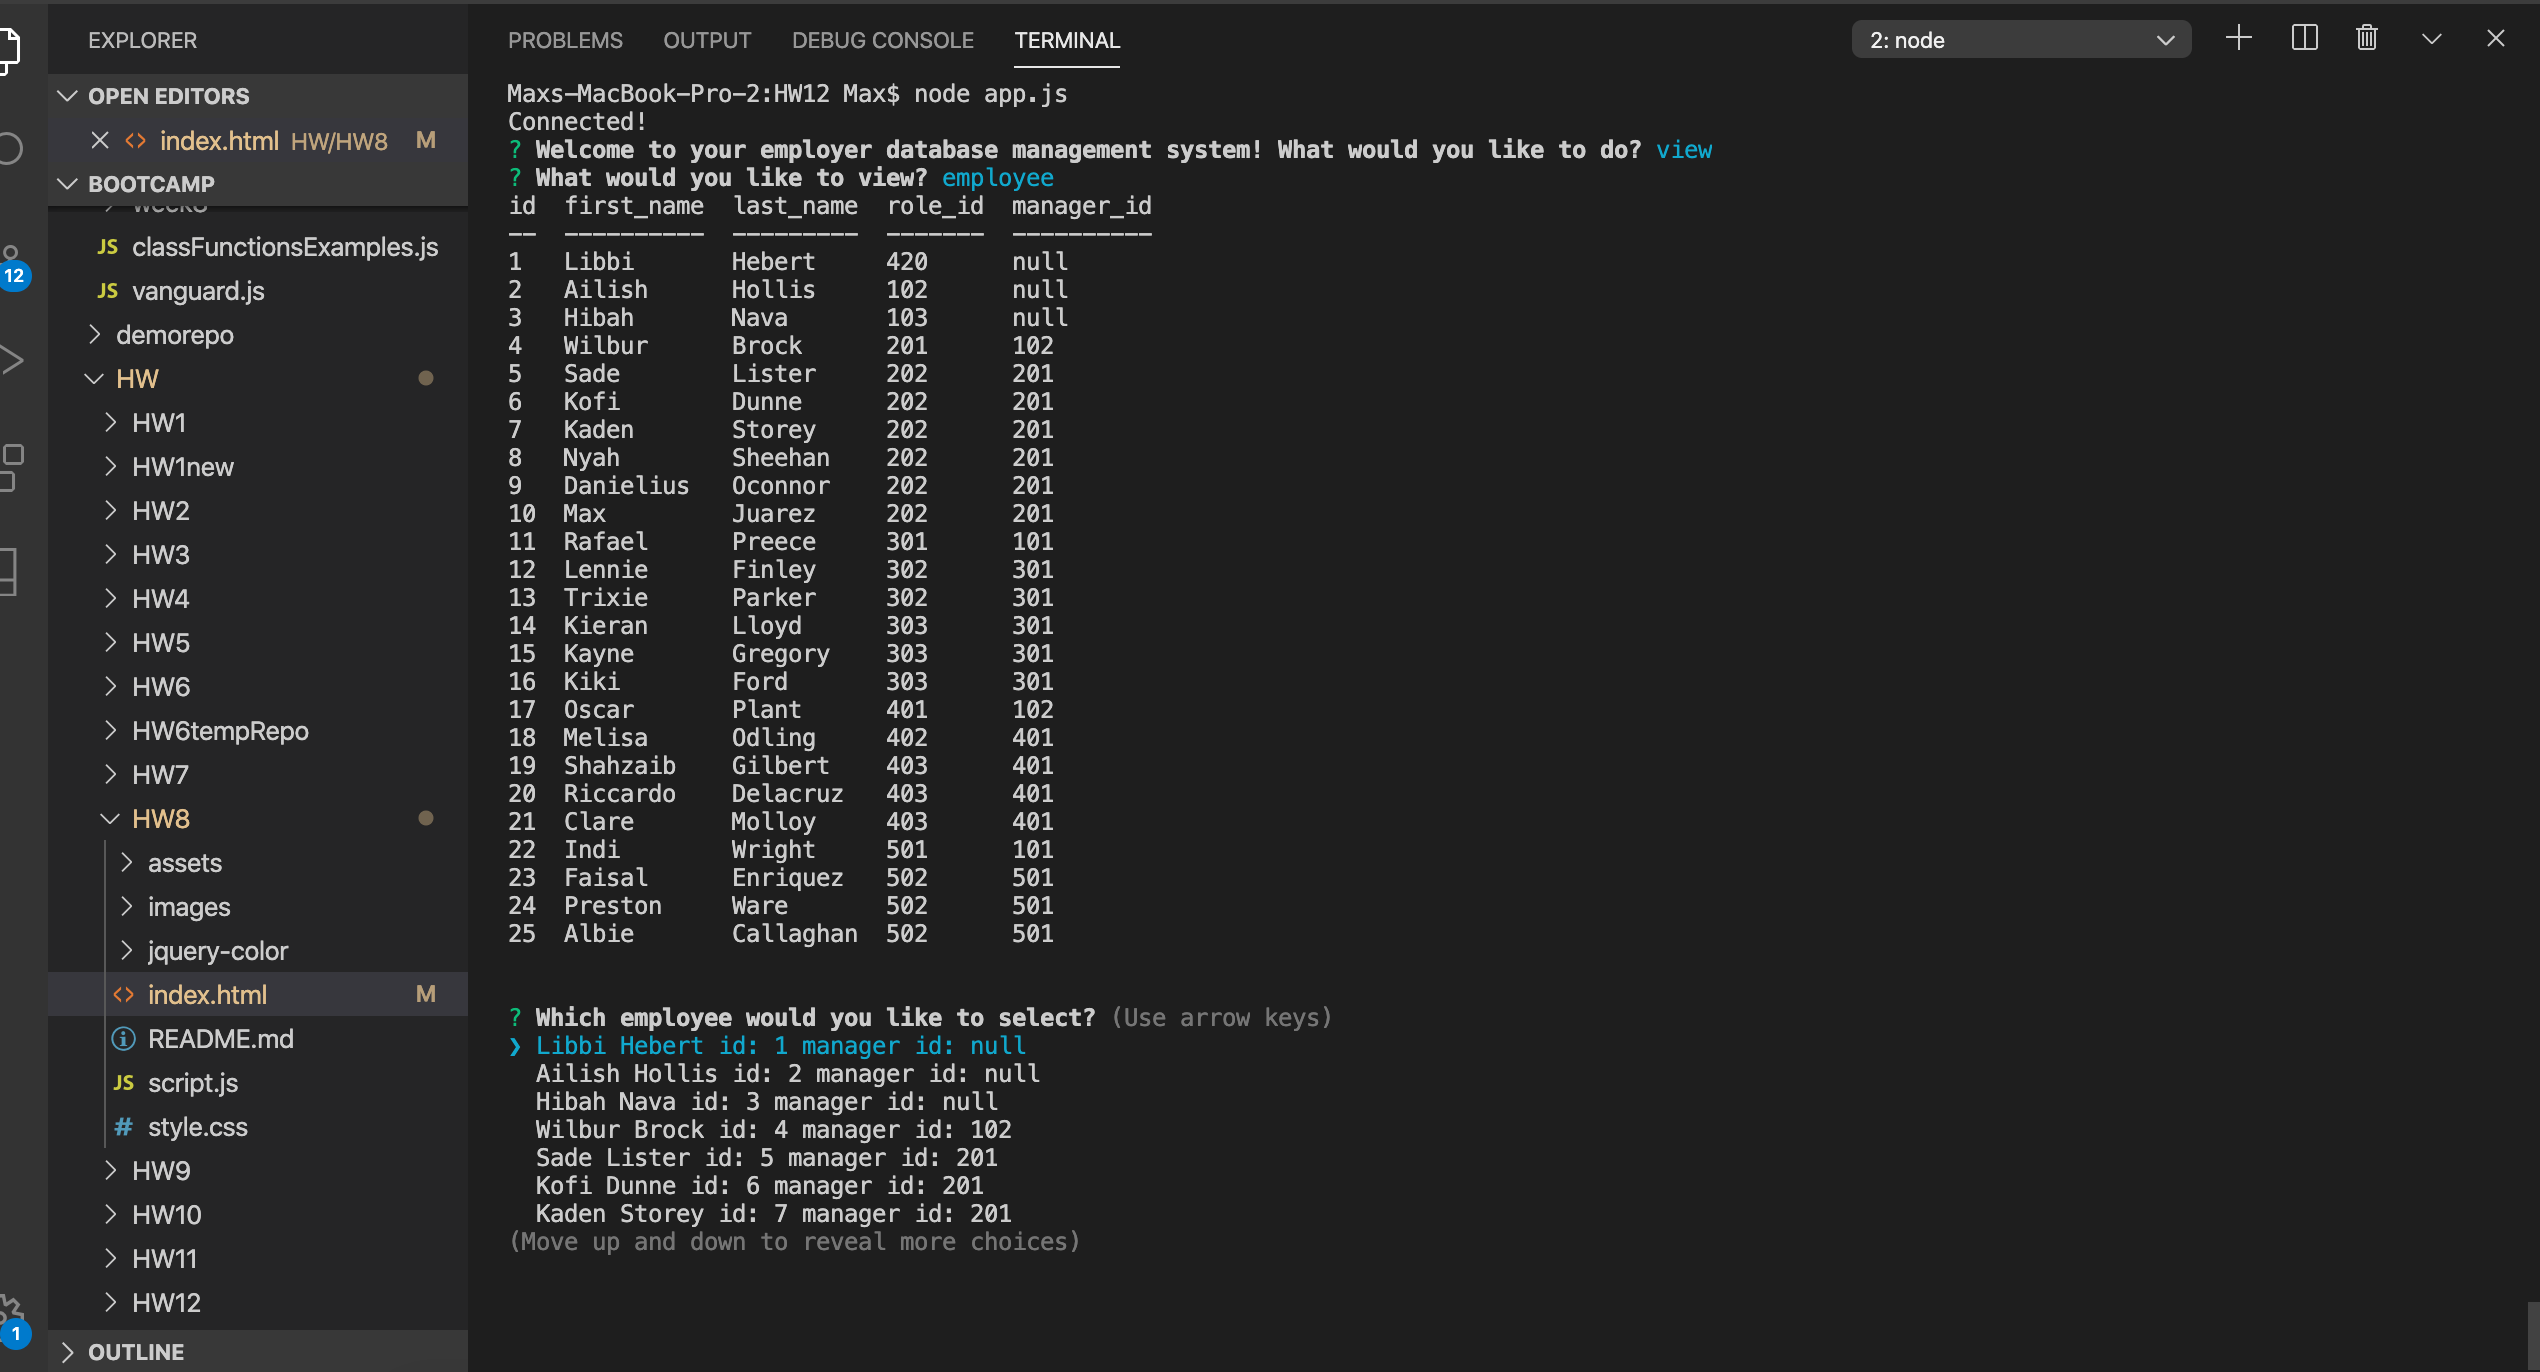 EXPLORER
OPEN EDITORS
index.html HW/HW8 M
BOOTCAMP
classFunctionsExamples.js
JS vanguard.js
demorepo
HW
HW1
HW1new
HW2
HW3
HW4
HW5
HW6
HW6tempRepo
HW7
HW8
assets
images
jquery-color
index.html M
README.md
JS script.js
# style.css
HW9
HW10
HW11
HW12
OUTLINE
12
1
PROBLEMS OUTPUT DEBUG CONSOLE TERMINAL 2: node
Maxs-MacBook-Pro-2:HW12 Max$ node app.js
Connected!
? Welcome to your employer database management system! What would you like to do? view
? What would you like to view? employee
id first_name last_name role_id manager_id
-- ---------- --------- ------- ----------
1 Libbi Hebert 420 null
2 Ailish Hollis 102 null
3 Hibah Nava 103 null
4 Wilbur Brock 201 102
5 Sade Lister 202 201
6 Kofi Dunne 202 201
7 Kaden Storey 202 201
8 Nyah Sheehan 202 201
9 Danielius Oconnor 202 201
10 Max Juarez 202 201
11 Rafael Preece 301 101
12 Lennie Finley 302 301
13 Trixie Parker 302 301
14 Kieran Lloyd 303 301
15 Kayne Gregory 303 301
16 Kiki Ford 303 301
17 Oscar Plant 401 102
18 Melisa Odling 402 401
19 Shahzaib Gilbert 403 401
20 Riccardo Delacruz 403 401
21 Clare Molloy 403 401
22 Indi Wright 501 101
23 Faisal Enriquez 502 501
24 Preston Ware 502 501
25 Albie Callaghan 502 501
? Which employee would you like to select? (Use arrow keys)
❯ Libbi Hebert id: 1 manager id: null
Ailish Hollis id: 2 manager id: null
Hibah Nava id: 3 manager id: null
Wilbur Brock id: 4 manager id: 102
Sade Lister id: 5 manager id: 201
Kofi Dunne id: 6 manager id: 201
Kaden Storey id: 7 manager id: 201
(Move up and down to reveal more choices)